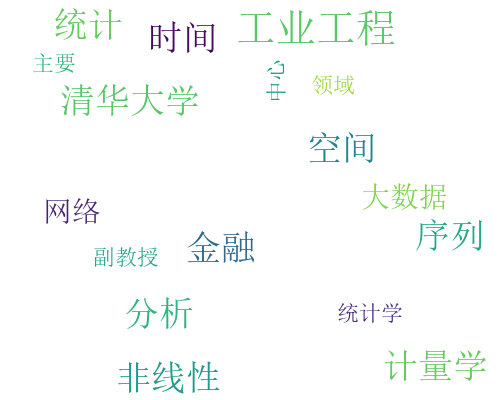 统计
时间
工业工程
主要
中心
领域
清华大学
空间
大数据
网络
序列
金融
副教授
分析
统计学
非线性
计量学